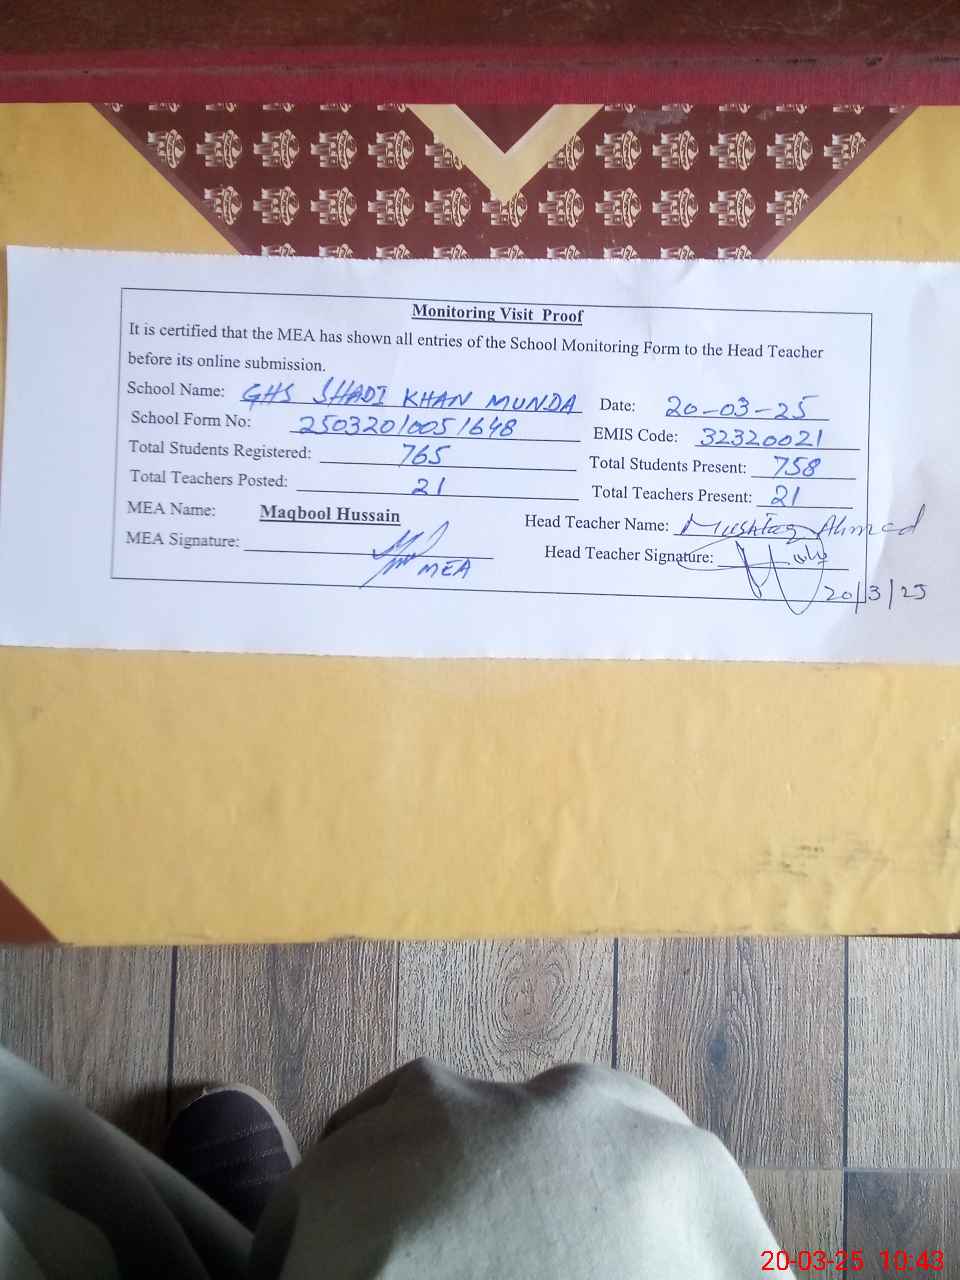 Monitoring Visit Proof
It is certified that the MEA has shown all entries of the School Monitoring Form to the Head Teacher
before its online submission.
School Name: GHS SHADI KHAN MUNDA Date: 20-03-25
School Form No: 25032010051648 EMIS Code: 32320021
Total Students Registered: 765 Total Students Present: 758
Total Teachers Posted: 21 Total Teachers Present: 21
MEA Name: Maqbool Hussain Head Teacher Name: Mushtaq Ahmad
MEA Signature: MEA Head Teacher Signature:
20/3/25
20-03-25 10:43